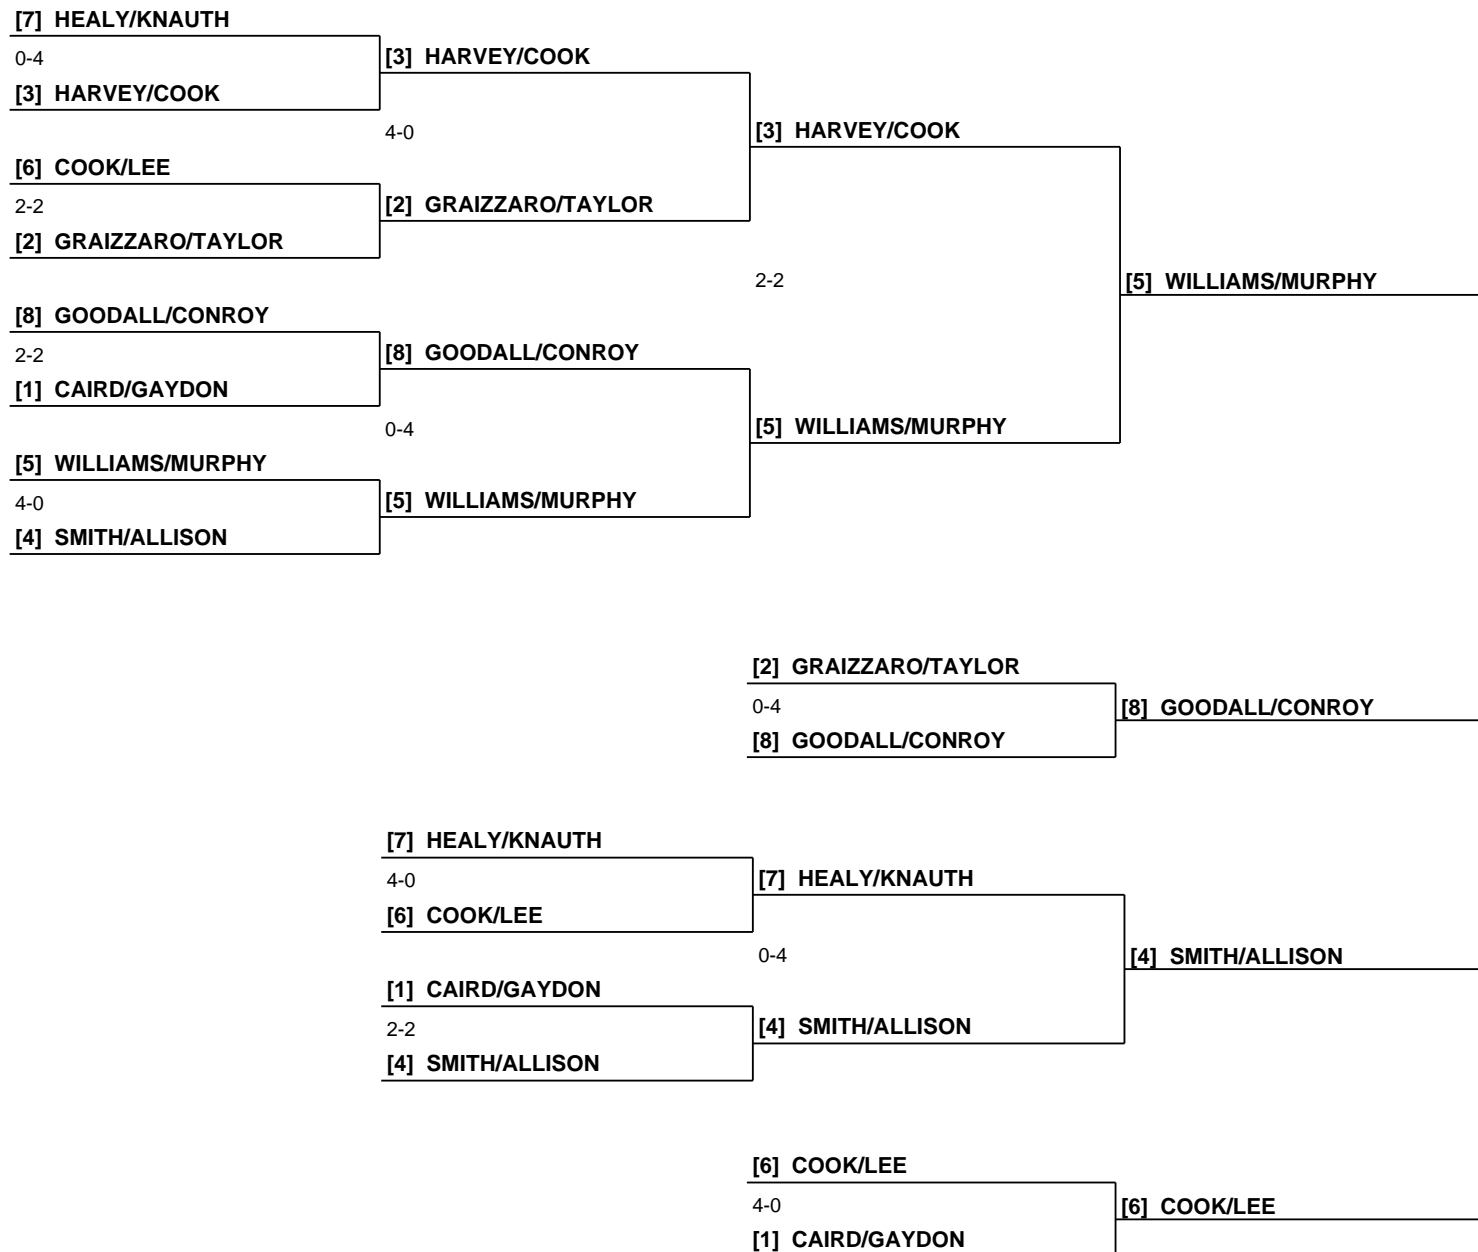 [7] HEALY/KNAUTH
0-4
[3] HARVEY/COOK
[3] HARVEY/COOK
4-0
[3] HARVEY/COOK
[6] COOK/LEE
2-2
[2] GRAIZZARO/TAYLOR
[2] GRAIZZARO/TAYLOR
2-2
[5] WILLIAMS/MURPHY
[8] GOODALL/CONROY
2-2
[8] GOODALL/CONROY
[1] CAIRD/GAYDON
0-4
[5] WILLIAMS/MURPHY
[5] WILLIAMS/MURPHY
4-0
[5] WILLIAMS/MURPHY
[4] SMITH/ALLISON
[2] GRAIZZARO/TAYLOR
0-4
[8] GOODALL/CONROY
[8] GOODALL/CONROY
[7] HEALY/KNAUTH
4-0
[7] HEALY/KNAUTH
[6] COOK/LEE
0-4
[4] SMITH/ALLISON
[1] CAIRD/GAYDON
2-2
[4] SMITH/ALLISON
[4] SMITH/ALLISON
[6] COOK/LEE
4-0
[6] COOK/LEE
[1] CAIRD/GAYDON